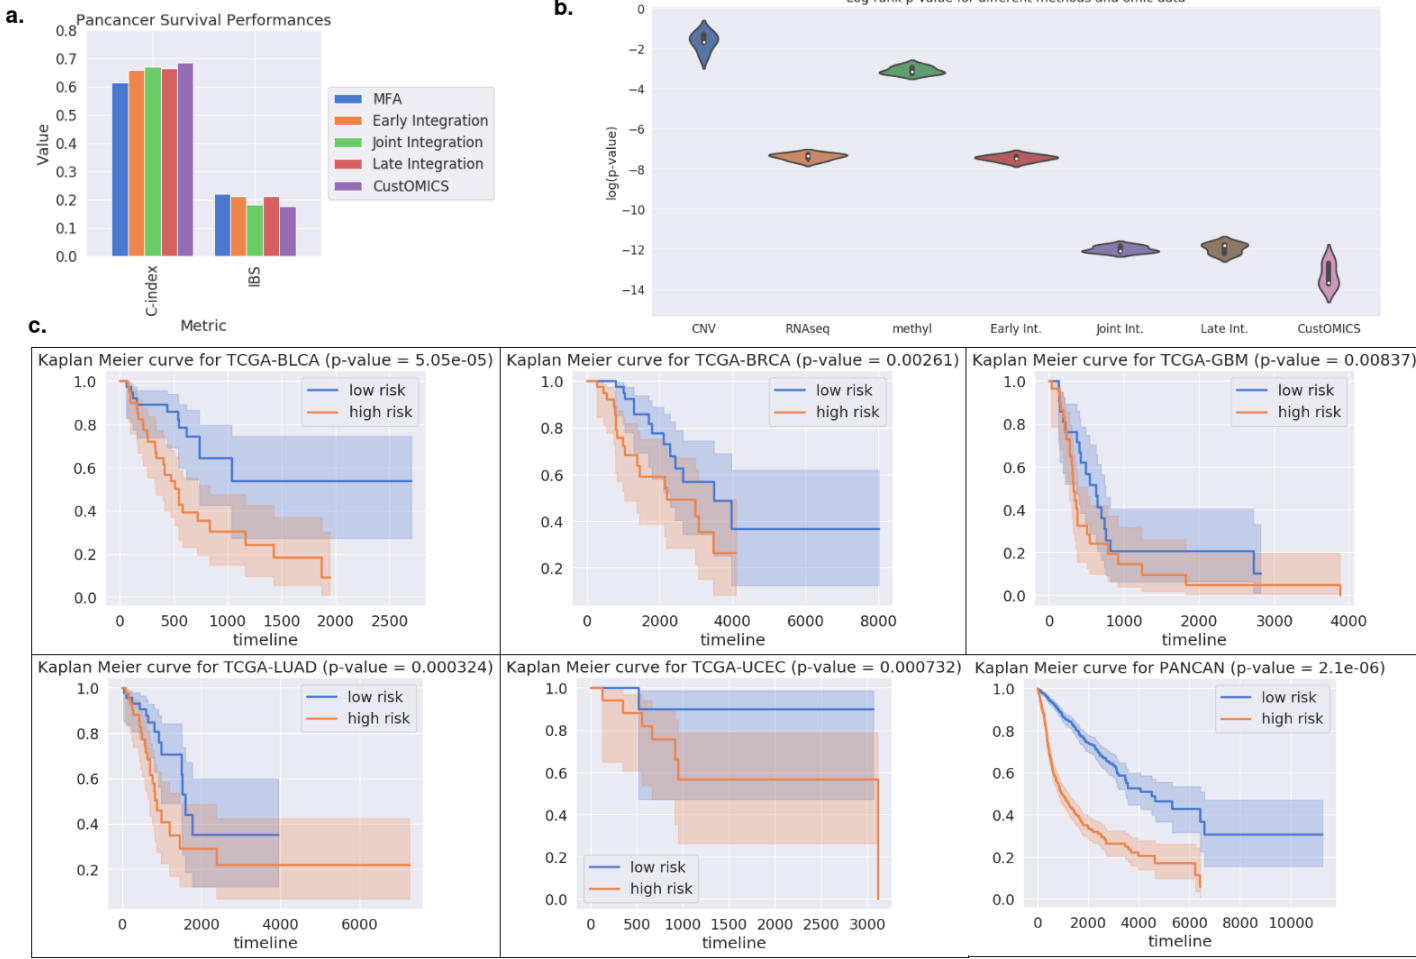 a.
Pancancer Survival Performances
0.8
0.7
0.6
0.5
0.4
0.3
0.2
0.1
0.0
Value
C-index
IBS
Metric
MFA
Early Integration
Joint Integration
Late Integration
CustOMICS
b.
Log rank p-value for different methods and omic data
0
−2
−4
−6
−8
−10
−12
−14
log(p-value)
CNV RNAseq methyl Early Int. Joint Int. Late Int. CustOMICS
c.
Kaplan Meier curve for TCGA-BLCA (p-value = 5.05e-05)
low risk
high risk
1.0
0.8
0.6
0.4
0.2
0.0
0 500 1000 1500 2000 2500
timeline
Kaplan Meier curve for TCGA-BRCA (p-value = 0.00261)
low risk
high risk
1.0
0.8
0.6
0.4
0.2
0 2000 4000 6000 8000
timeline
Kaplan Meier curve for TCGA-GBM (p-value = 0.00837)
low risk
high risk
1.0
0.8
0.6
0.4
0.2
0.0
0 1000 2000 3000 4000
timeline
Kaplan Meier curve for TCGA-LUAD (p-value = 0.000324)
low risk
high risk
1.0
0.8
0.6
0.4
0.2
0 2000 4000 6000
timeline
Kaplan Meier curve for TCGA-UCEC (p-value = 0.000732)
1.0
0.8
0.6
0.4
0.2
0.0
low risk
high risk
0 500 1000 1500 2000 2500 3000
timeline
Kaplan Meier curve for PANCAN (p-value = 2.1e-06)
low risk
high risk
1.0
0.8
0.6
0.4
0.2
0.0
0 2000 4000 6000 8000 10000
timeline